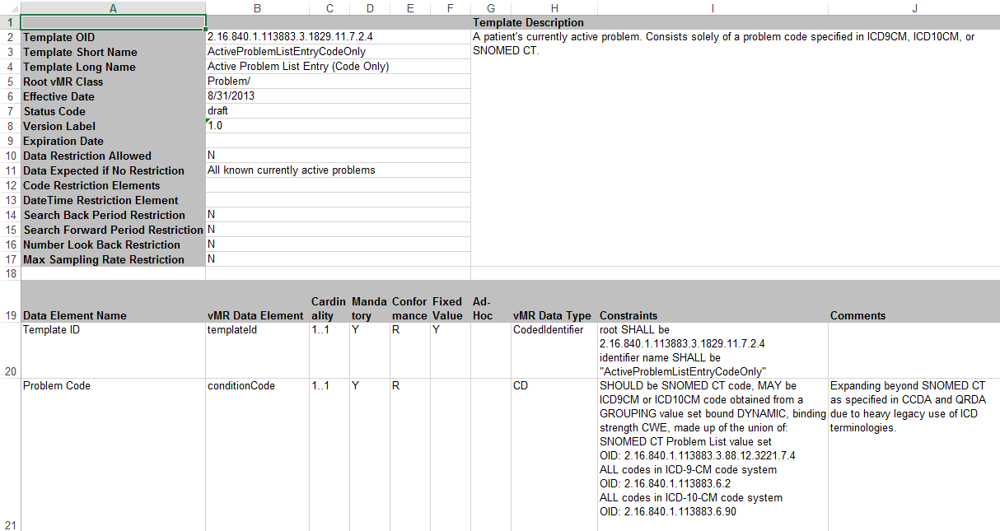 A B C D E F G H I J
1 Template Description
2 Template OID 2.16.840.1.113883.3.1829.11.7.2.4 A patient's currently active problem. Consists solely of a problem code specified in ICD9CM, ICD10CM, or
3 Template Short Name ActiveProblemListEntryCodeOnly SNOMED CT.
4 Template Long Name Active Problem List Entry (Code Only)
5 Root vMR Class Problem/
6 Effective Date 8/31/2013
7 Status Code draft
8 Version Label 1.0
9 Expiration Date
10 Data Restriction Allowed N
11 Data Expected if No Restriction All known currently active problems
12 Code Restriction Elements
13 DateTime Restriction Element
14 Search Back Period Restriction N
15 Search Forward Period Restriction N
16 Number Look Back Restriction N
17 Max Sampling Rate Restriction N
18
Cardin Manda Confor Fixed Ad-
19 Data Element Name vMR Data Element ality tory mance Value Hoc vMR Data Type Constraints Comments
Template ID templateId 1..1 Y R Y CodedIdentifier root SHALL be
2.16.840.1.113883.3.1829.11.7.2.4
identifier name SHALL be
20 "ActiveProblemListEntryCodeOnly"
Problem Code conditionCode 1..1 Y R CD SHOULD be SNOMED CT code, MAY be Expanding beyond SNOMED CT
ICD9CM or ICD10CM code obtained from a as specified in CCDA and QRDA
GROUPING value set bound DYNAMIC, binding due to heavy legacy use of ICD
strength CWE, made up of the union of: terminologies.
SNOMED CT Problem List value set
OID: 2.16.840.1.113883.3.88.12.3221.7.4
ALL codes in ICD-9-CM code system
OID: 2.16.840.1.113883.6.2
ALL codes in ICD-10-CM code system
OID: 2.16.840.1.113883.6.90
21